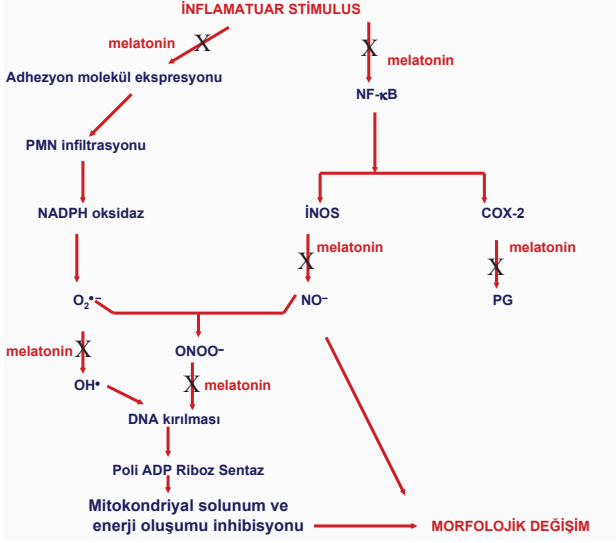 İNFLAMATUAR STİMULUS
melatonin X
X
melatonin
Adhezyon molekül ekspresyonu
NF-κB
PMN infiltrasyonu
NADPH oksidaz
İNOS
COX-2
melatonin
X
melatonin
X
O₂•–
NO–
PG
melatonin X
ONOO–
OH•
X melatonin
DNA kırılması
Poli ADP Riboz Sentaz
Mitokondriyal solunum ve
enerji oluşumu inhibisyonu
MORFOLOJİK DEĞİŞİM